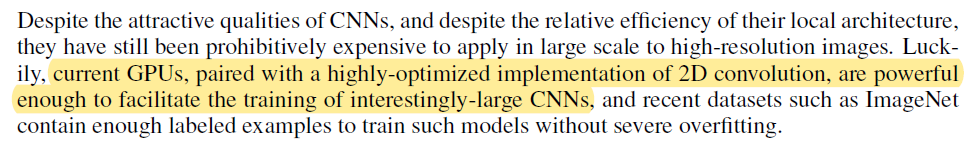 Despite the attractive qualities of CNNs, and despite the relative efficiency of their local architecture,
they have still been prohibitively expensive to apply in large scale to high-resolution images. Luck-
ily, current GPUs, paired with a highly-optimized implementation of 2D convolution, are powerful
enough to facilitate the training of interestingly-large CNNs, and recent datasets such as ImageNet
contain enough labeled examples to train such models without severe overfitting.